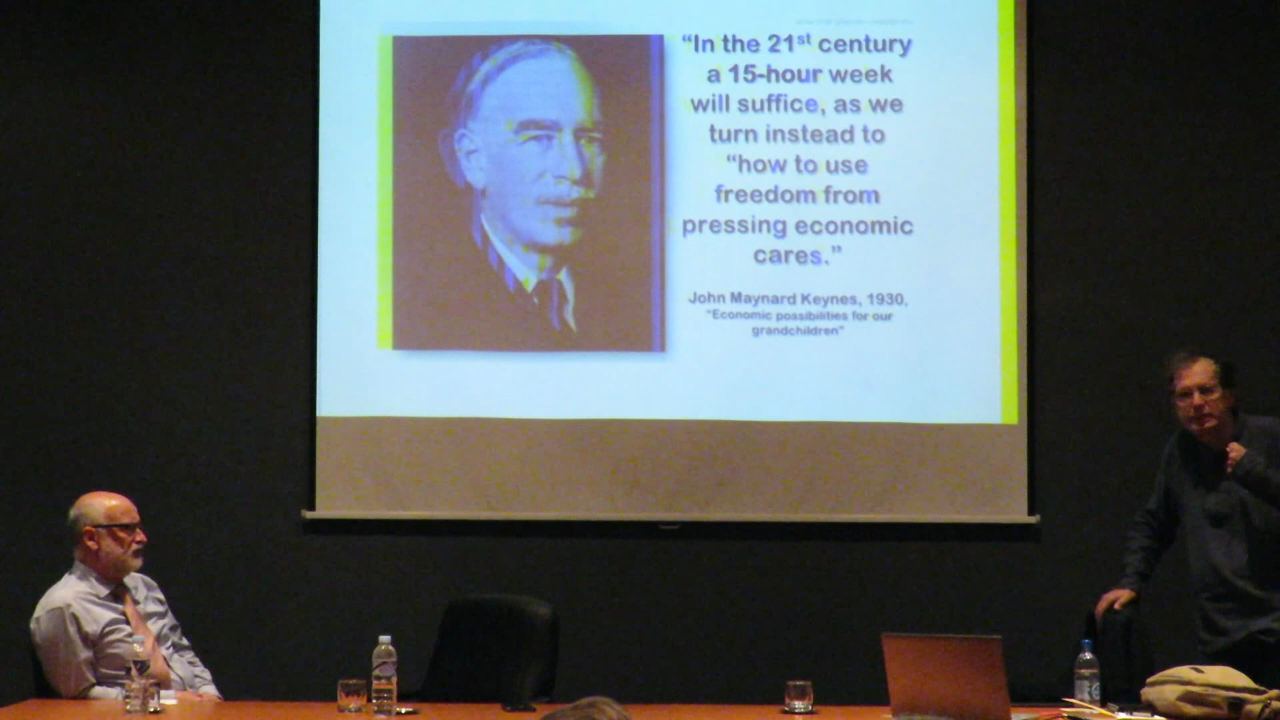 “In the 21st century
a 15-hour week
will suffice, as we
turn instead to
“how to use
freedom from
pressing economic
cares.”
John Maynard Keynes, 1930,
“Economic possibilities for our
grandchildren”